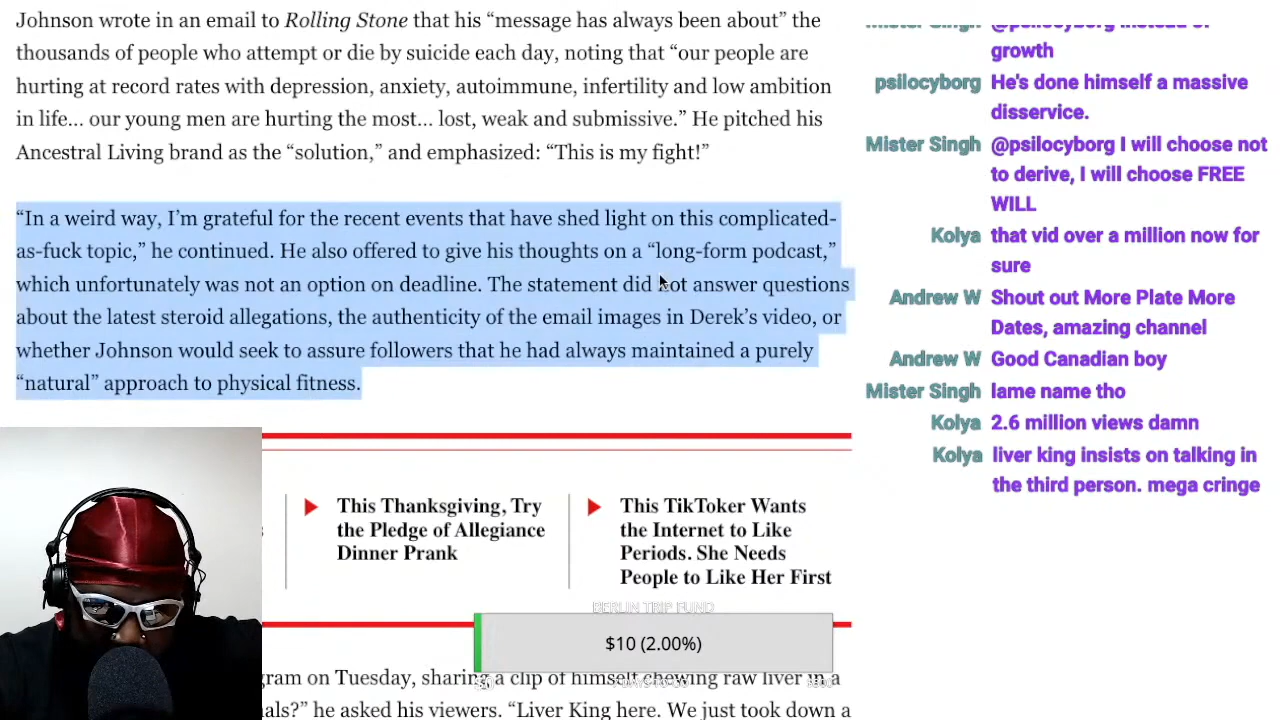 Johnson wrote in an email to Rolling Stone that his “message has always been about” the
thousands of people who attempt or die by suicide each day, noting that “our people are
hurting at record rates with depression, anxiety, autoimmune, infertility and low ambition
in life... our young men are hurting the most... lost, weak and submissive.” He pitched his
Ancestral Living brand as the “solution,” and emphasized: “This is my fight!”
“In a weird way, I’m grateful for the recent events that have shed light on this complicated-
as-fuck topic,” he continued. He also offered to give his thoughts on a “long-form podcast,”
which unfortunately was not an option on deadline. The statement did not answer questions
about the latest steroid allegations, the authenticity of the email images in Derek’s video, or
whether Johnson would seek to assure followers that he had always maintained a purely
“natural” approach to physical fitness.
This Thanksgiving, Try
the Pledge of Allegiance
Dinner Prank
This TikToker Wants
the Internet to Like
Periods. She Needs
People to Like Her First
BERLIN TRIP FUND
$10 (2.00%)
gram on Tuesday, sharing a clip of himself chewing raw liver in a
als?” he asked his viewers. “Liver King here. We just took down a
Mister Singh @psilocyborg instead of
growth
psilocyborg He's done himself a massive
disservice.
Mister Singh @psilocyborg I will choose not
to derive, I will choose FREE
WILL
Kolya that vid over a million now for
sure
Andrew W Shout out More Plate More
Dates, amazing channel
Andrew W Good Canadian boy
Mister Singh lame name tho
Kolya 2.6 million views damn
Kolya liver king insists on talking in
the third person. mega cringe